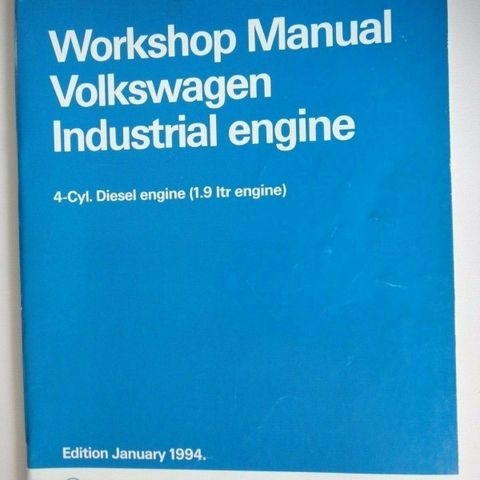 Workshop Manual
Volkswagen
Industrial engine
4-Cyl. Diesel engine (1.9 ltr engine)
Edition January 1994.